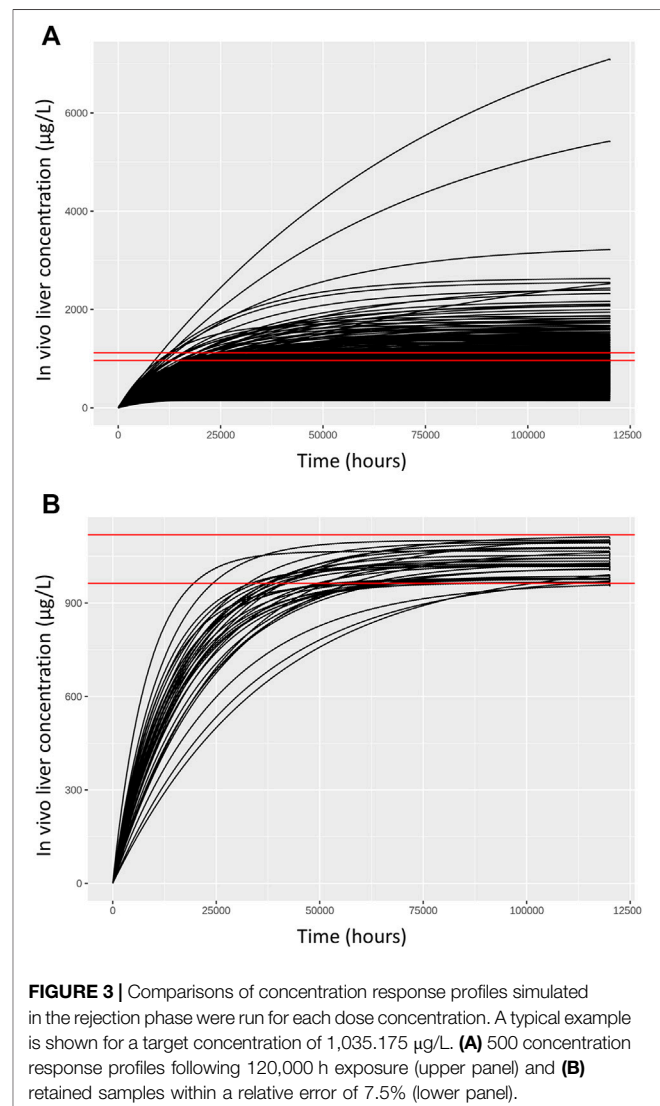 A
In vivo liver concentration (µg/L)
6000
4000
2000
0
0
25000
50000
75000
100000
12500
Time (hours)
B
In vivo liver concentration (µg/L)
900
600
300
0
0
25000
50000
75000
100000
12500
Time (hours)
FIGURE 3 | Comparisons of concentration response profiles simulated
in the rejection phase were run for each dose concentration. A typical example
is shown for a target concentration of 1,035.175 µg/L. (A) 500 concentration
response profiles following 120,000 h exposure (upper panel) and (B)
retained samples within a relative error of 7.5% (lower panel).